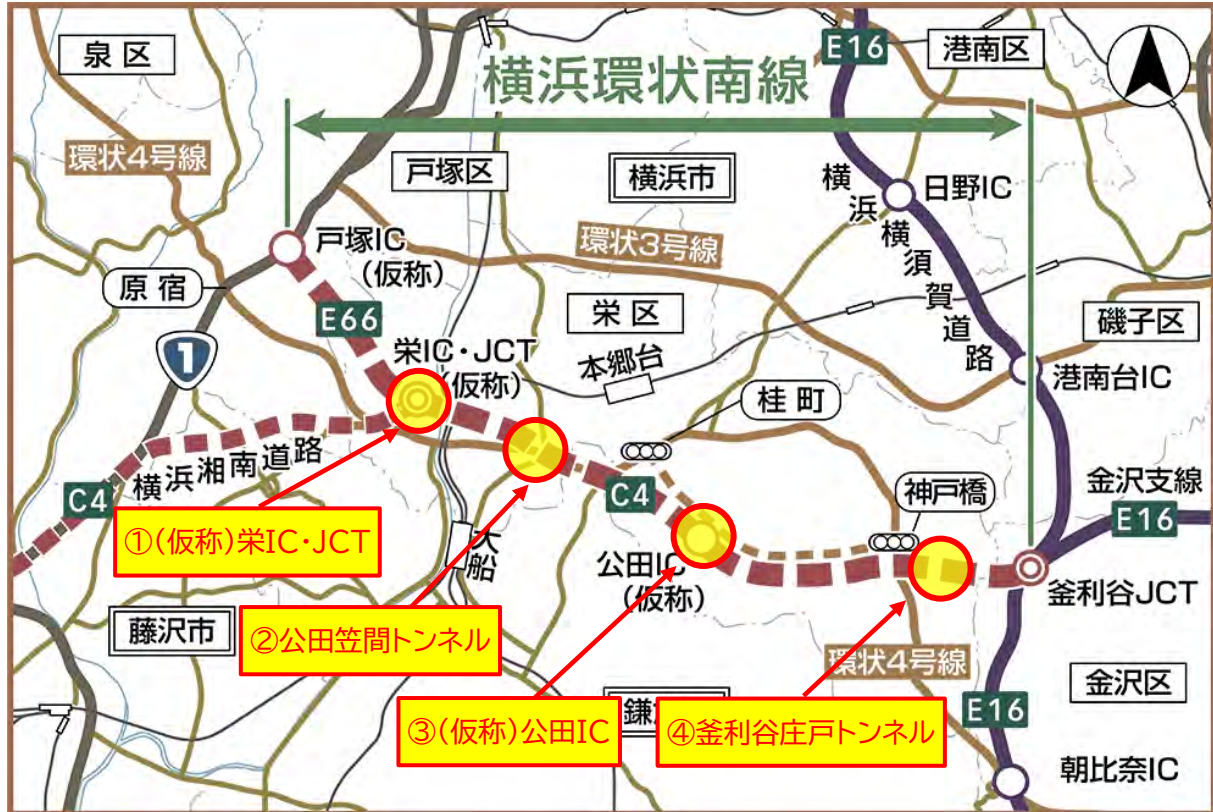 泉区
E16
港南区
横浜環状南線
環状4号線
戸塚区
横浜市
横浜横須賀道路
日野IC
戸塚IC
(仮称)
環状3号線
原宿
E66
栄区
磯子区
1
栄IC・JCT
(仮称)
本郷台
港南台IC
桂町
横浜湘南道路
C4
C4
神戸橋
金沢支線
E16
①(仮称)栄IC・JCT
大船
公田IC
(仮称)
釜利谷JCT
藤沢市
②公田笠間トンネル
環状4号線
金沢区
鎌
③(仮称)公田IC
④釜利谷庄戸トンネル
E16
朝比奈IC